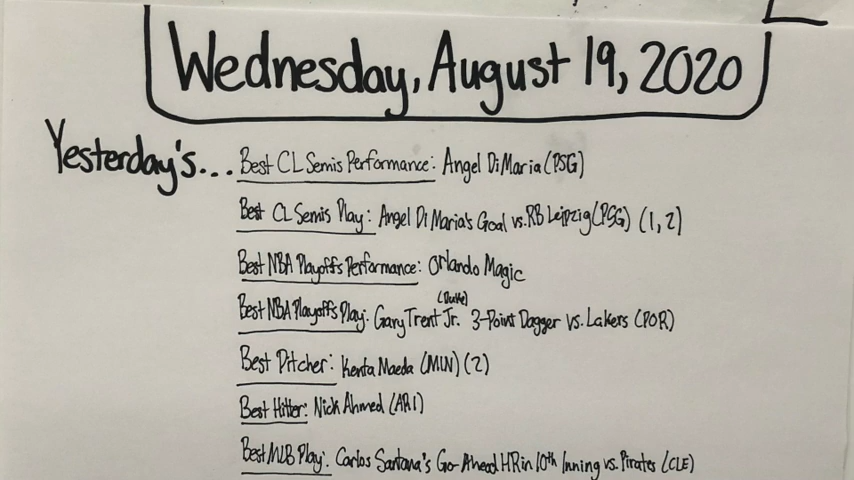 Wednesday, August 19, 2020
Yesterday's... Best CL Semis Performance: Angel Di Maria (PSG)
Best CL Semis Play: Angel Di Maria's Goal vs. RB Leipzig (PSG) (1, 2)
Best NBA Playoffs Performance: Orlando Magic
(Duke)
Best NBA Playoffs Play: Gary Trent Jr. 3-Point Dagger vs. Lakers (POR)
Best Pitcher: Kenta Maeda (MIN) (2)
Best Hitter: Nick Ahmed (ARI)
Best MLB Play: Carlos Santana's Go-Ahead HR in 10th Inning vs. Pirates (CLE)